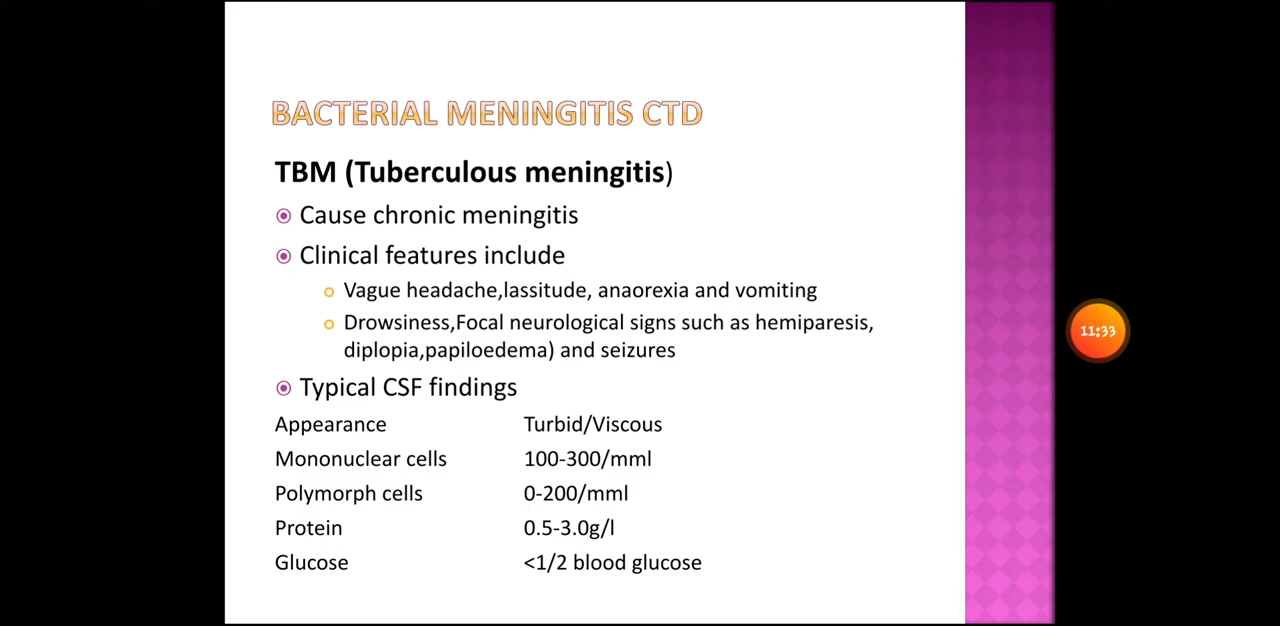 BACTERIAL MENINGITIS CTD
TBM (Tuberculous meningitis)
Cause chronic meningitis
Clinical features include
Vague headache,lassitude, anaorexia and vomiting
Drowsiness,Focal neurological signs such as hemiparesis,
diplopia,papiloedema) and seizures
Typical CSF findings
Appearance Turbid/Viscous
Mononuclear cells 100-300/mml
Polymorph cells 0-200/mml
Protein 0.5-3.0g/l
Glucose <1/2 blood glucose
11:33